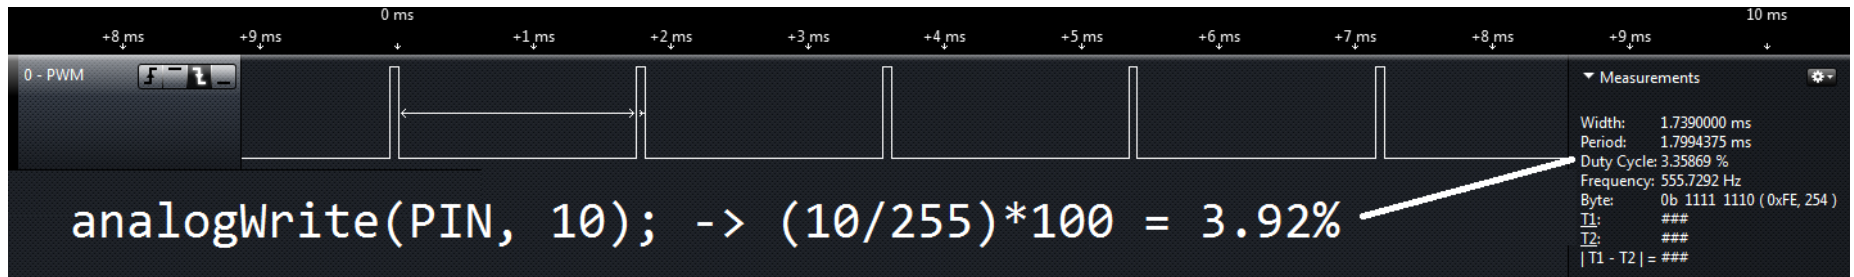 0 ms 10 ms
+8 ms +9 ms +1 ms +2 ms +3 ms +4 ms +5 ms +6 ms +7 ms +8 ms +9 ms
0 - PWM
Measurements
Width: 1.7390000 ms
Period: 1.7994375 ms
Duty Cycle: 3.35869 %
Frequency: 555.7292 Hz
Byte: 0b 1111 1110 ( 0xFE, 254 )
T1: ###
T2: ###
| T1 - T2 | = ###
analogWrite(PIN, 10); -> (10/255)*100 = 3.92%